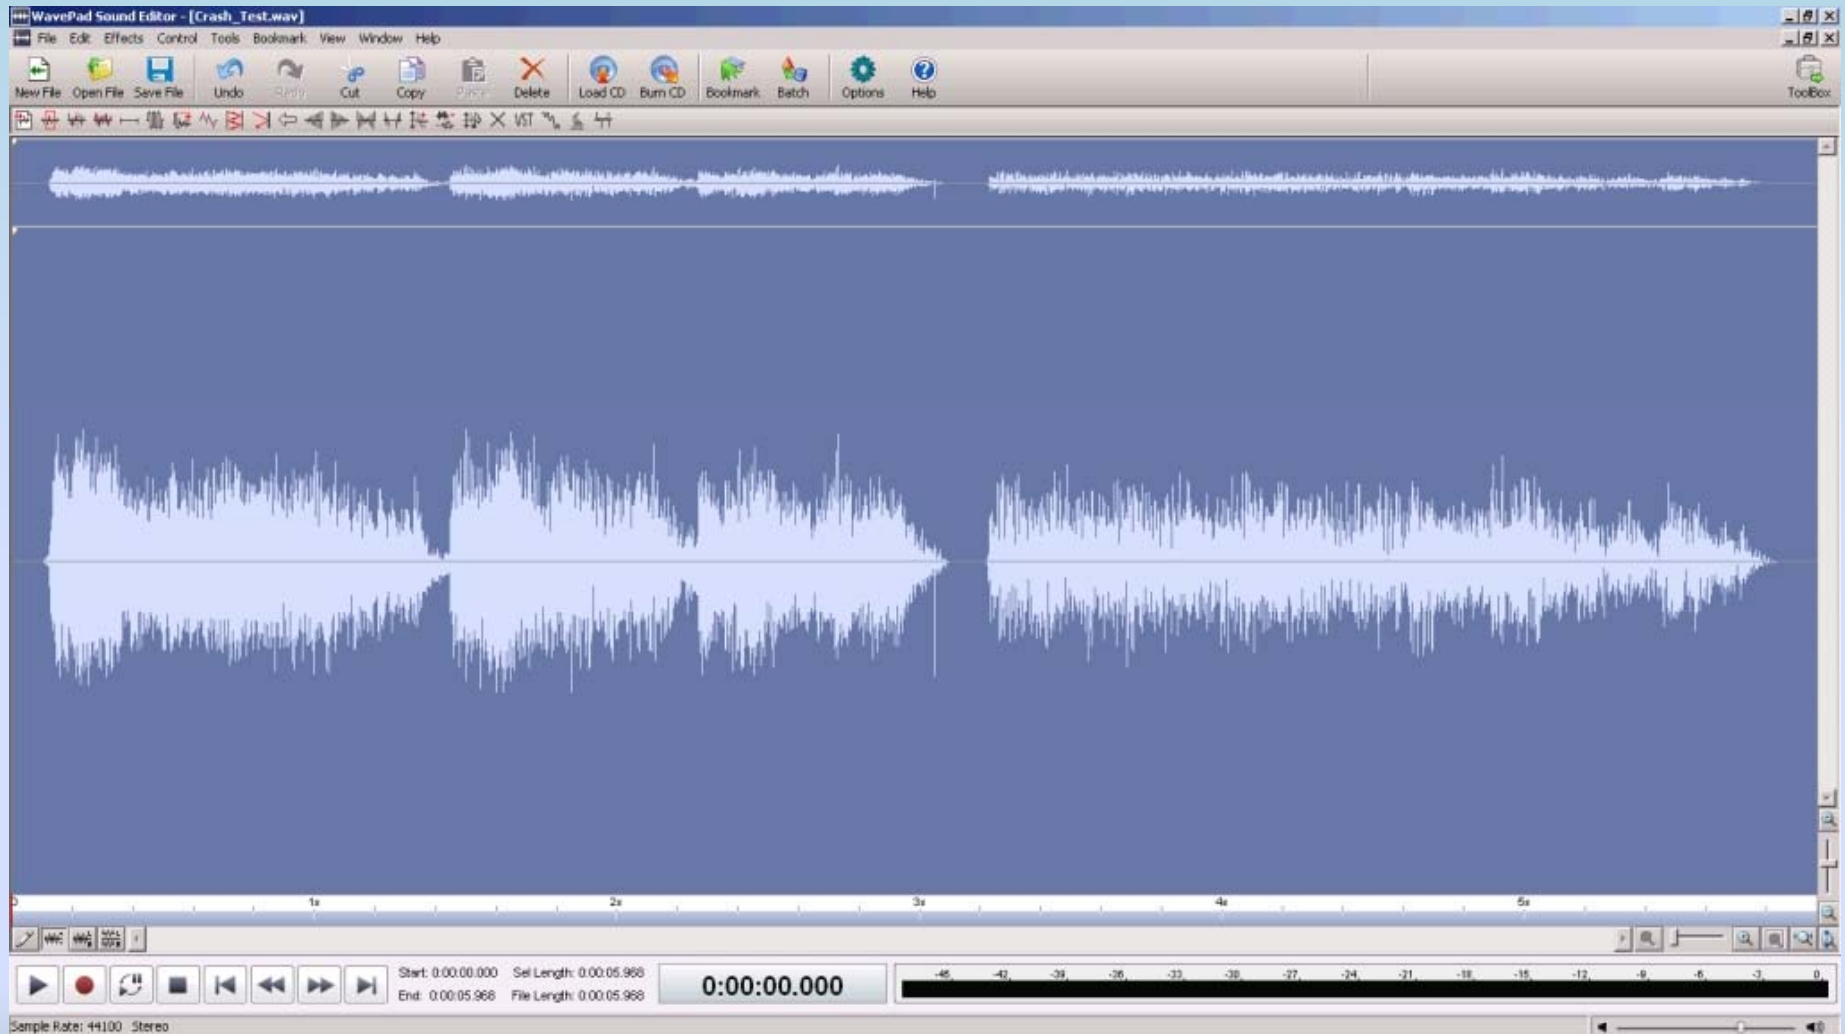 WavePad Sound Editor - [Crash_Test.wav]
File Edit Effects Control Tools Bookmark View Window Help
New File Open File Save File Undo Redo Cut Copy Paste Delete Load CD Burn CD Bookmark Batch Options Help ToolBox
VST
1s 2s 3s 4s 5s
Start: 0:00:00.000 Sel Length: 0:00:05.968
End: 0:00:05.968 File Length: 0:00:05.968
0:00:00.000
-45, -42, -39, -36, -33, -30, -27, -24, -21, -18, -15, -12, -9, -6, -3, 0,
Sample Rate: 44100 Stereo